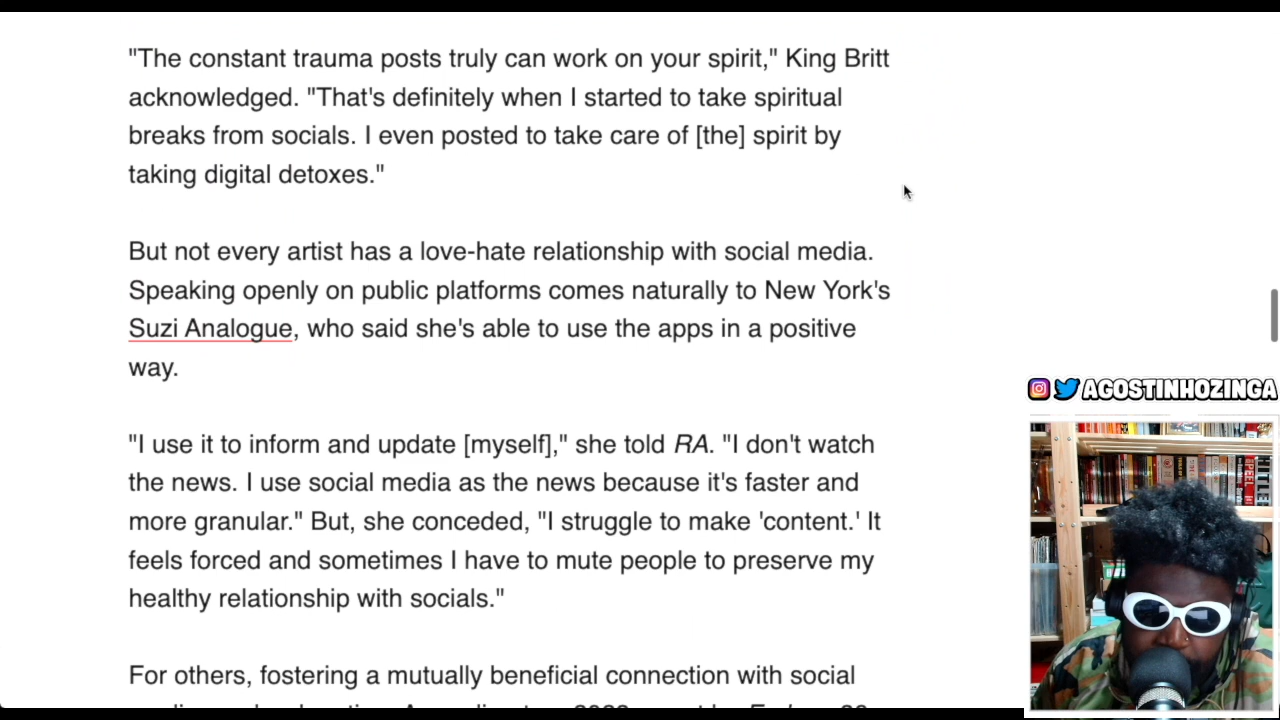 "The constant trauma posts truly can work on your spirit," King Britt
acknowledged. "That's definitely when I started to take spiritual
breaks from socials. I even posted to take care of [the] spirit by
taking digital detoxes."
But not every artist has a love-hate relationship with social media.
Speaking openly on public platforms comes naturally to New York's
Suzi Analogue, who said she's able to use the apps in a positive
way.
"I use it to inform and update [myself]," she told RA. "I don't watch
the news. I use social media as the news because it's faster and
more granular." But, she conceded, "I struggle to make 'content.' It
feels forced and sometimes I have to mute people to preserve my
healthy relationship with socials."
For others, fostering a mutually beneficial connection with social
AGOSTINHOZINGA